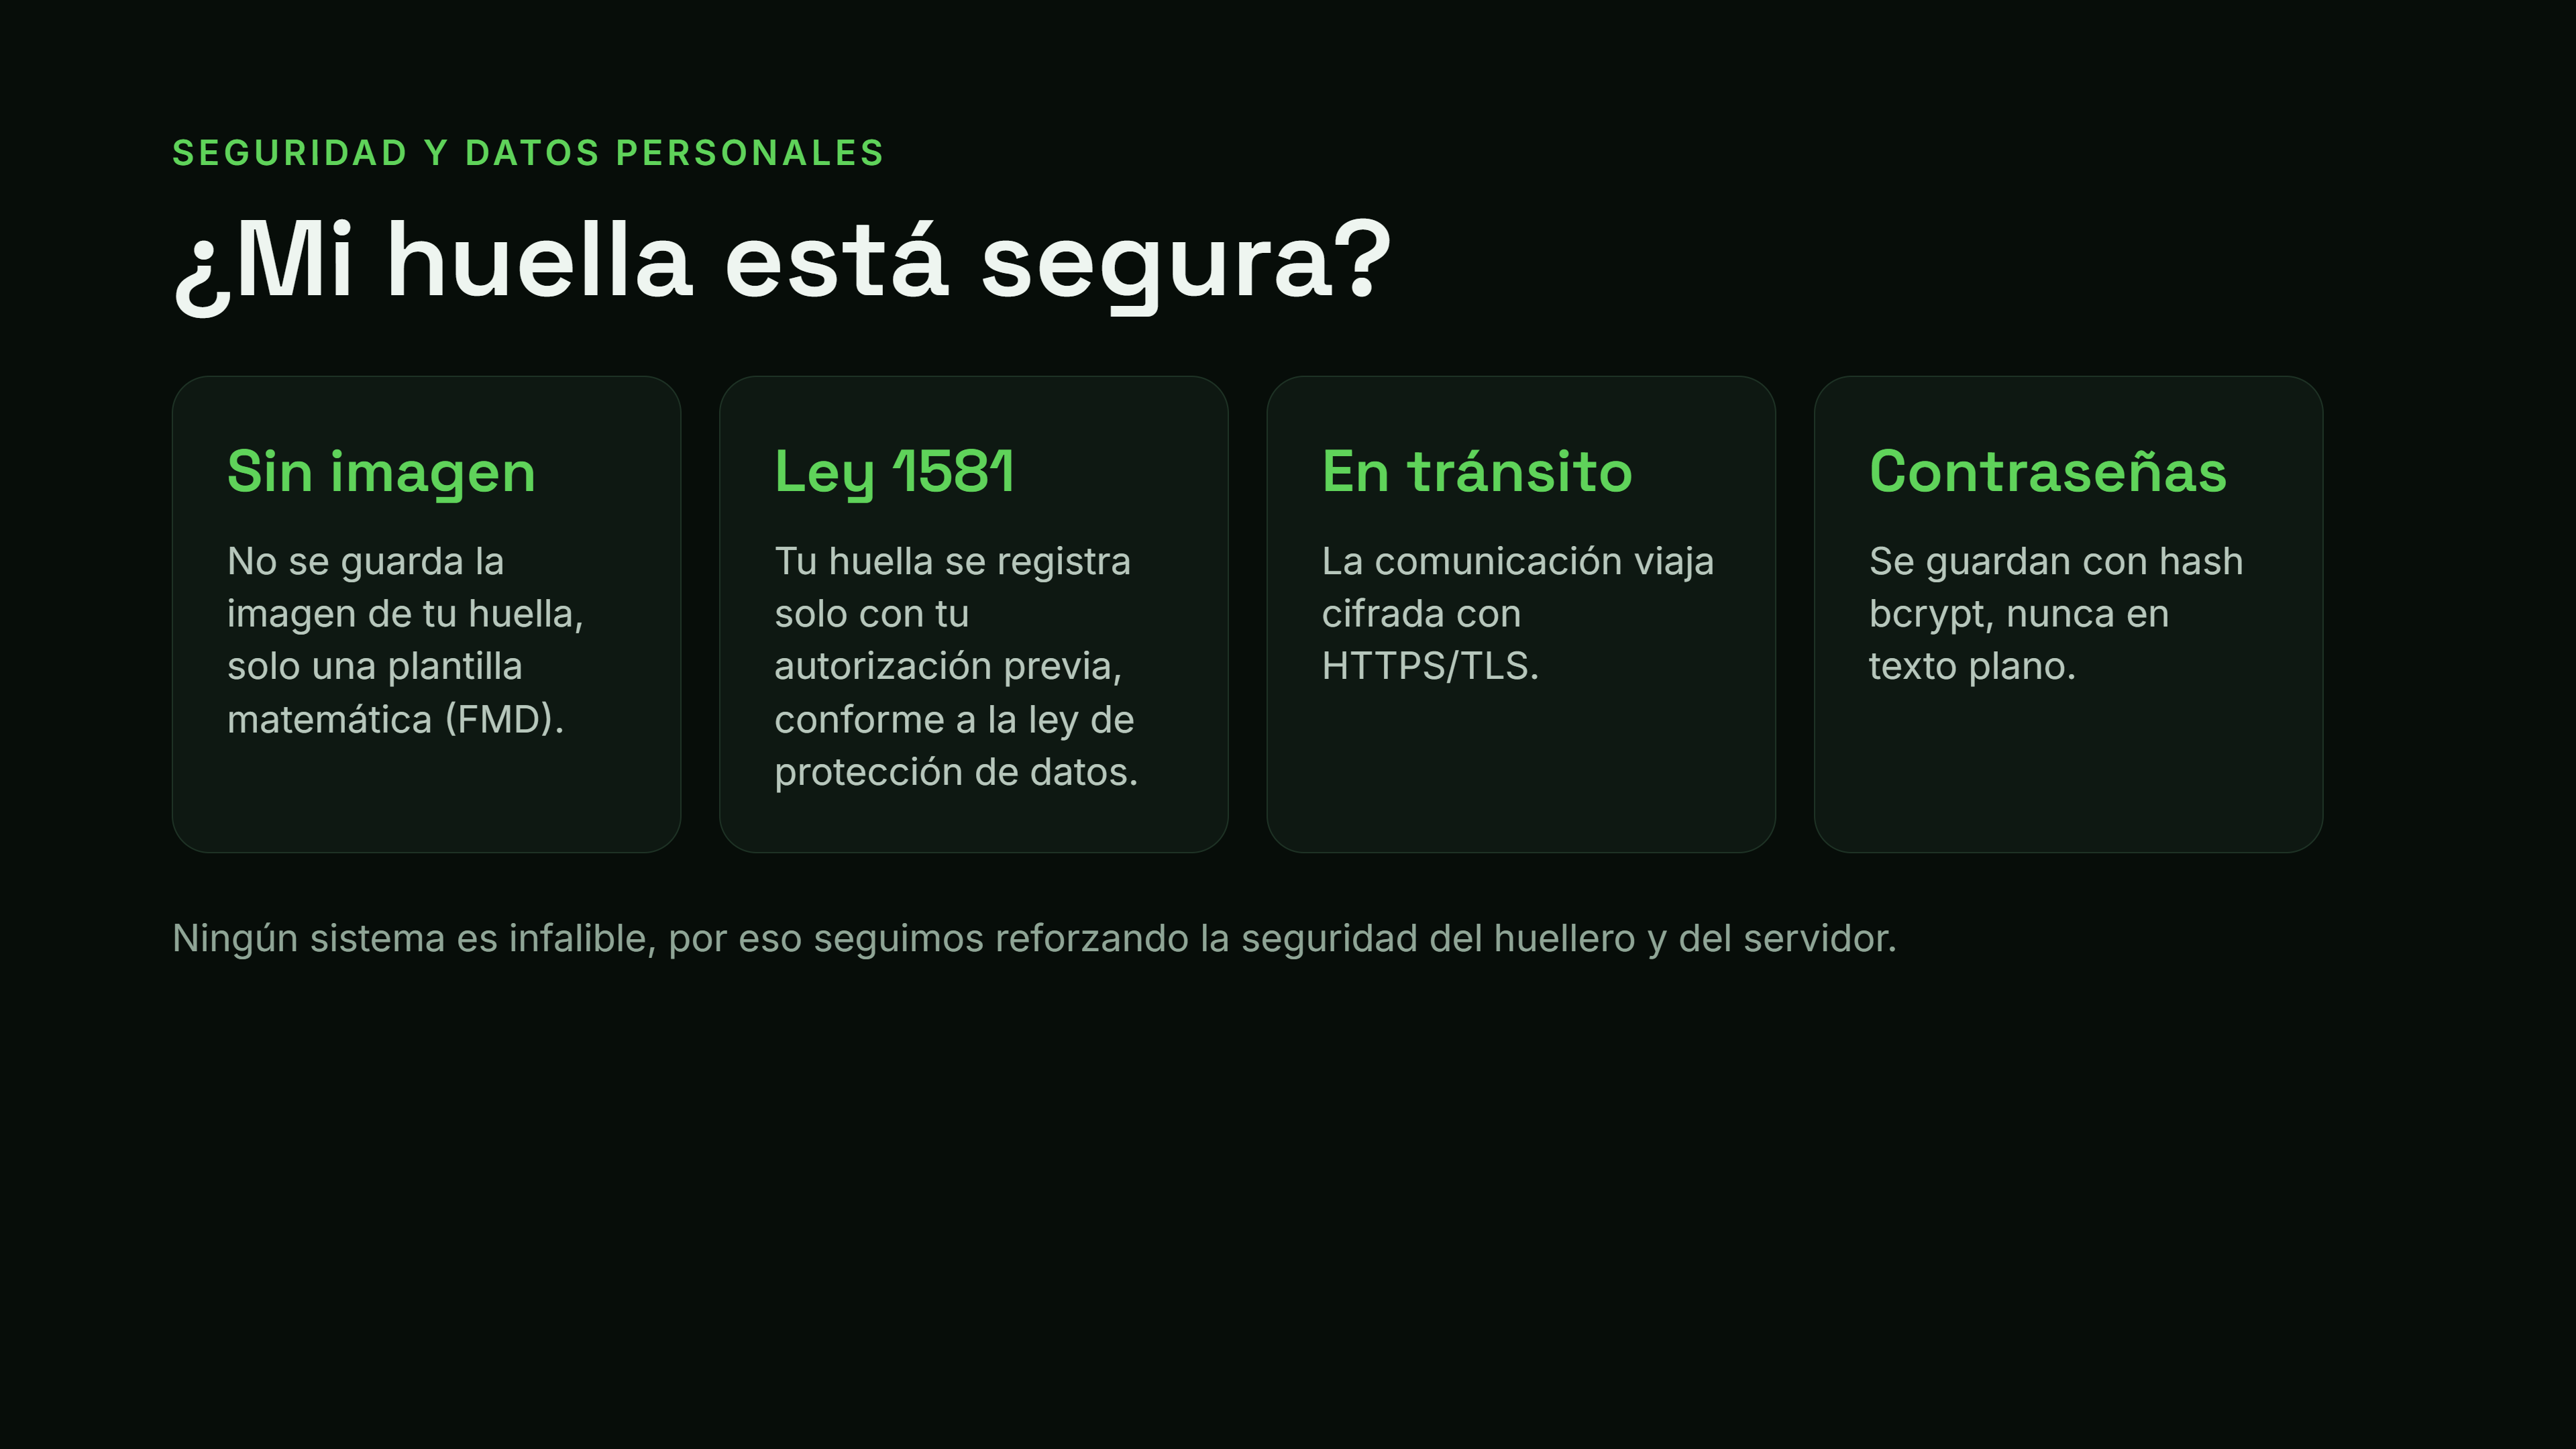 SEGURIDAD Y DATOS PERSONALES
¿Mi huella está segura?
Sin imagen
No se guarda la
imagen de tu huella,
solo una plantilla
matemática (FMD).
Ley 1581
Tu huella se registra
solo con tu
autorización previa,
conforme a la ley de
protección de datos.
En tránsito
La comunicación viaja
cifrada con
HTTPS/TLS.
Contraseñas
Se guardan con hash
bcrypt, nunca en
texto plano.
Ningún sistema es infalible, por eso seguimos reforzando la seguridad del huellero y del servidor.